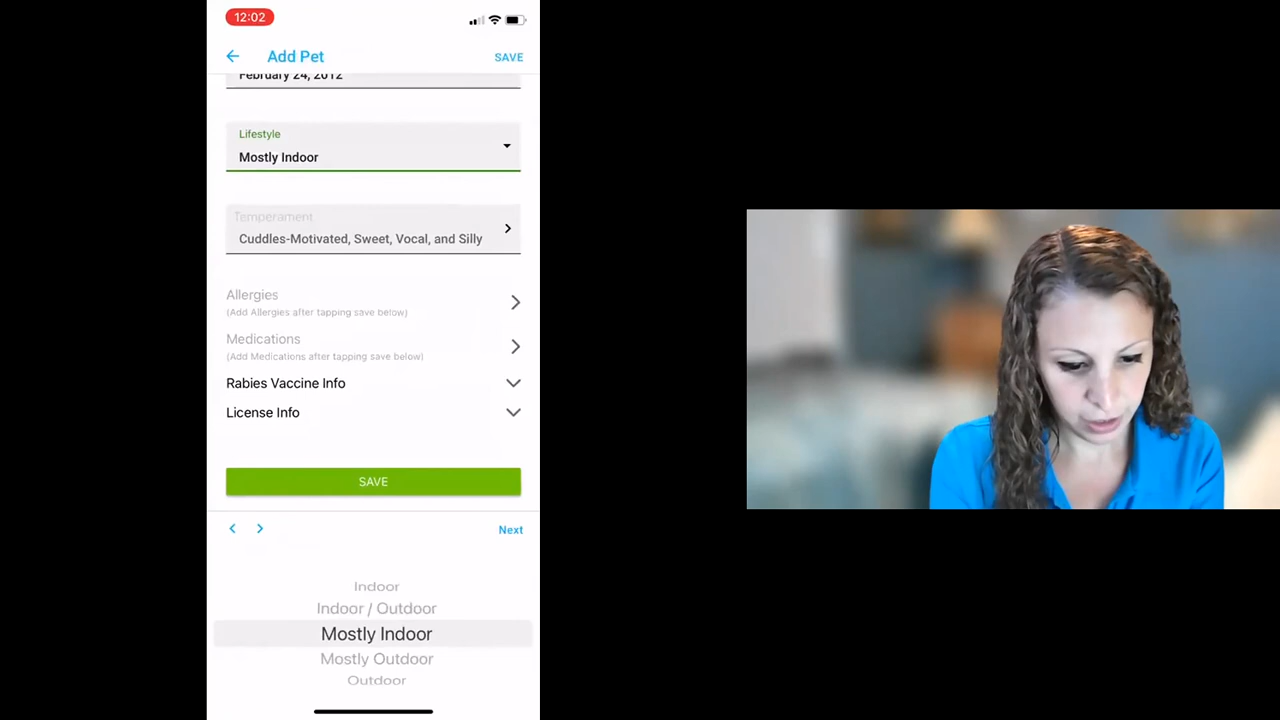 12:02
Add Pet
SAVE
February 24, 2012
Lifestyle
Mostly Indoor
Temperament
Cuddles-Motivated, Sweet, Vocal, and Silly
Allergies
(Add Allergies after tapping save below)
Medications
(Add Medications after tapping save below)
Rabies Vaccine Info
License Info
SAVE
Next
Indoor
Indoor / Outdoor
Mostly Indoor
Mostly Outdoor
Outdoor